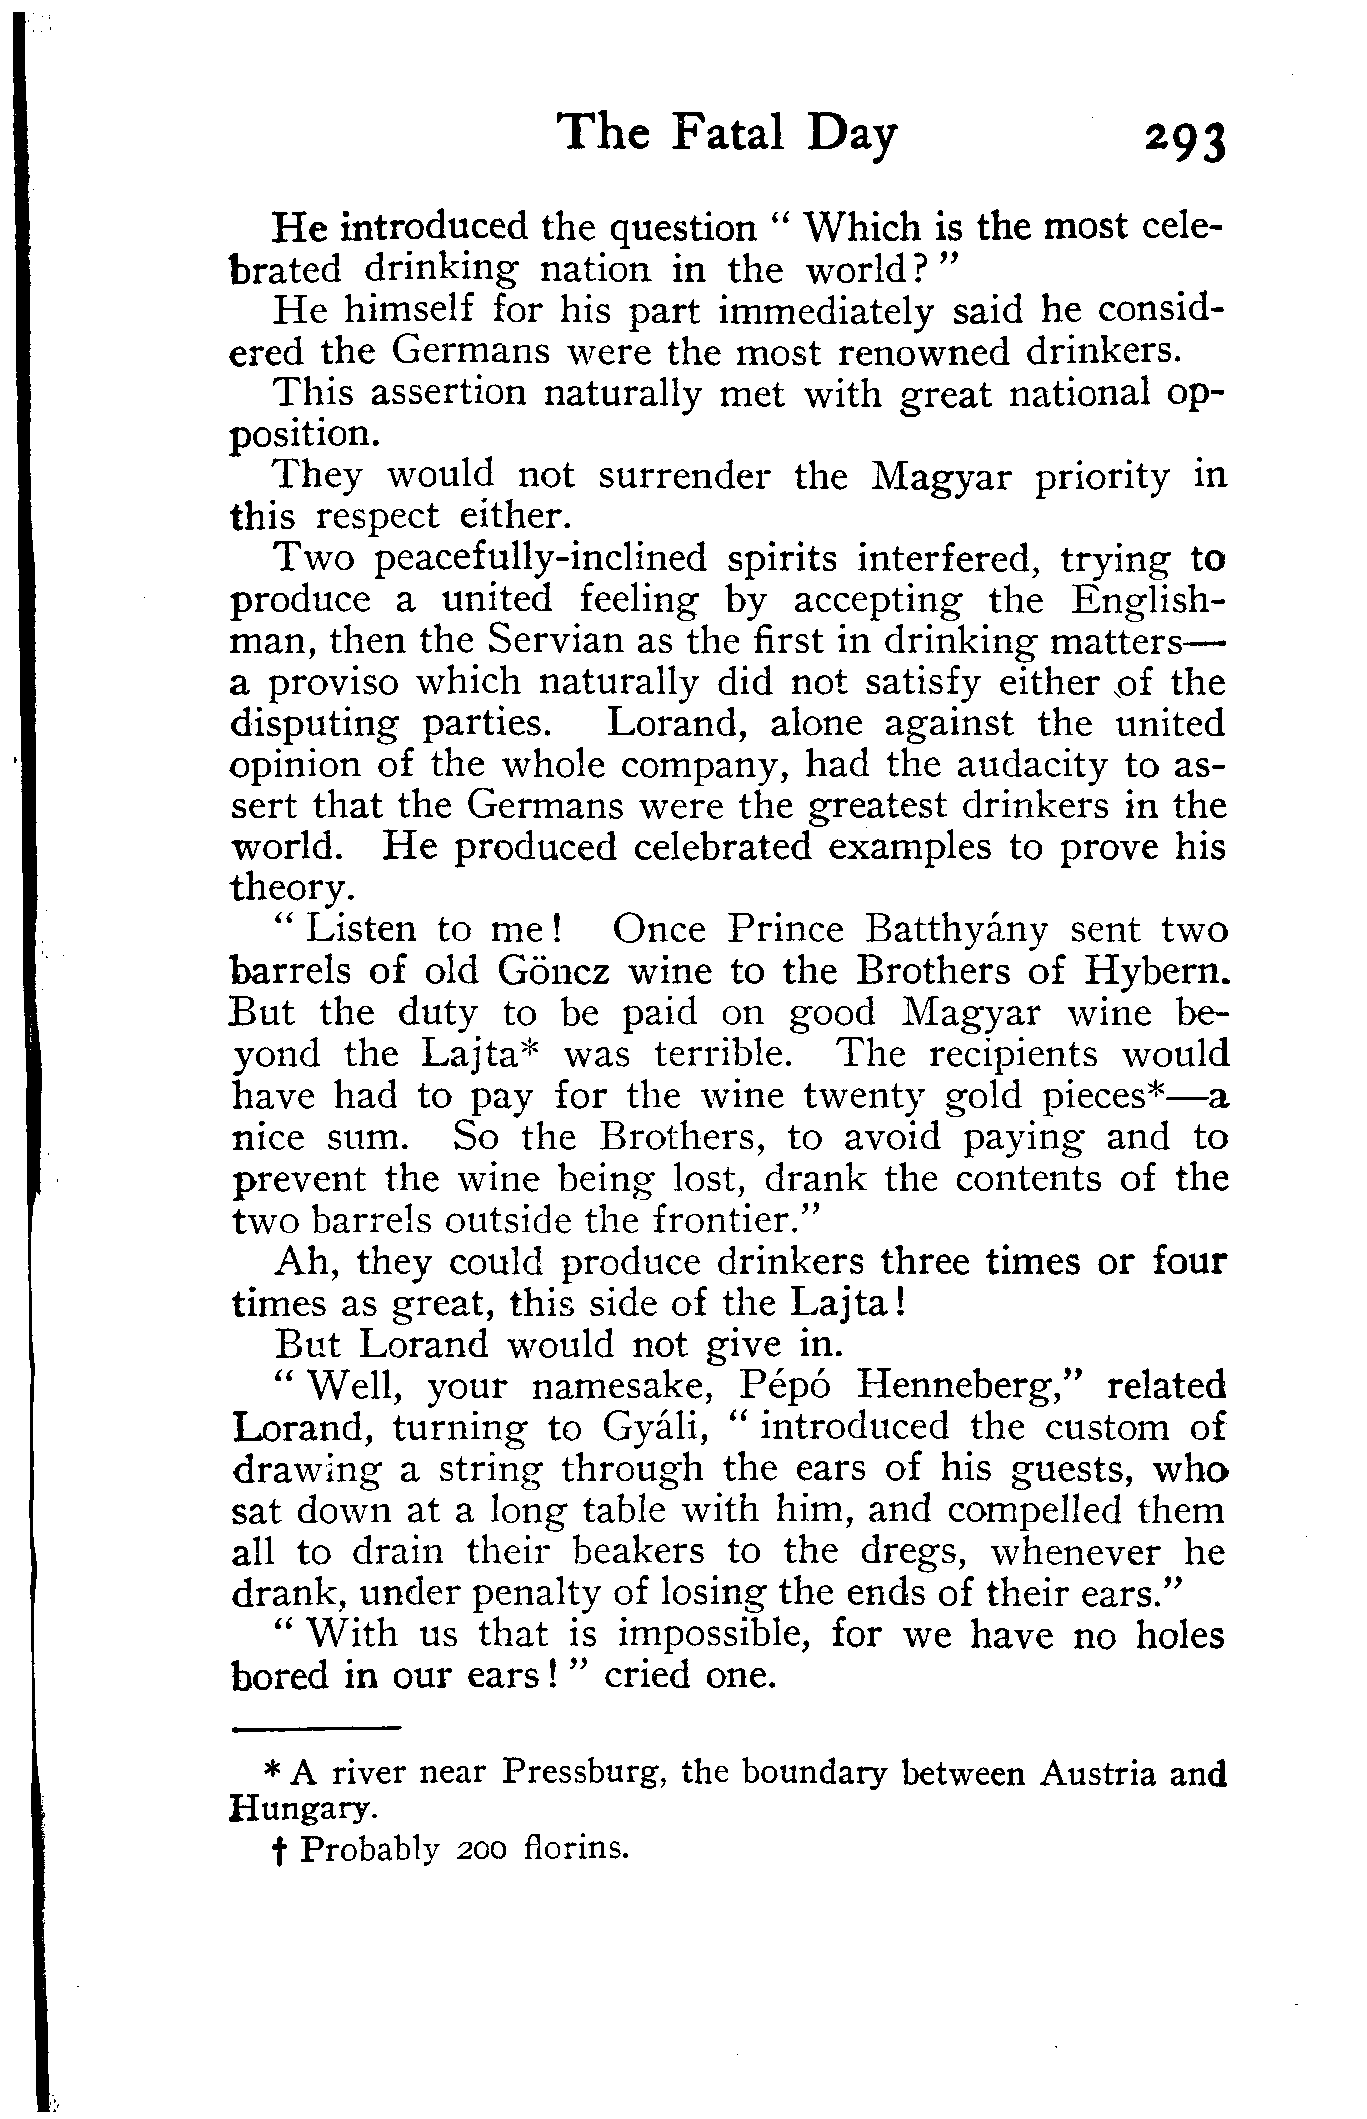 The Fatal Day 293
He introduced the question “ Which is the most cele-
brated drinking nation in the world? ”
He himself for his part immediately said he consid-
ered the Germans were the most renowned drinkers.
This assertion naturally met with great national op-
position.
They would not surrender the Magyar priority in
this respect either.
Two peacefully-inclined spirits interfered, trying to
produce a united feeling by accepting the English-
man, then the Servian as the first in drinking matters—
a proviso which naturally did not satisfy either of the
disputing parties. Lorand, alone against the united
opinion of the whole company, had the audacity to as-
sert that the Germans were the greatest drinkers in the
world. He produced celebrated examples to prove his
theory.
“ Listen to me! Once Prince Batthyány sent two
barrels of old Göncz wine to the Brothers of Hybern.
But the duty to be paid on good Magyar wine be-
yond the Lajta* was terrible. The recipients would
have had to pay for the wine twenty gold pieces*—a
nice sum. So the Brothers, to avoid paying and to
prevent the wine being lost, drank the contents of the
two barrels outside the frontier.”
Ah, they could produce drinkers three times or four
times as great, this side of the Lajta!
But Lorand would not give in.
“ Well, your namesake, Pépó Henneberg,” related
Lorand, turning to Gyáli, “ introduced the custom of
drawing a string through the ears of his guests, who
sat down at a long table with him, and compelled them
all to drain their beakers to the dregs, whenever he
drank, under penalty of losing the ends of their ears.”
“ With us that is impossible, for we have no holes
bored in our ears! ” cried one.
* A river near Pressburg, the boundary between Austria and
Hungary.
† Probably 200 florins.